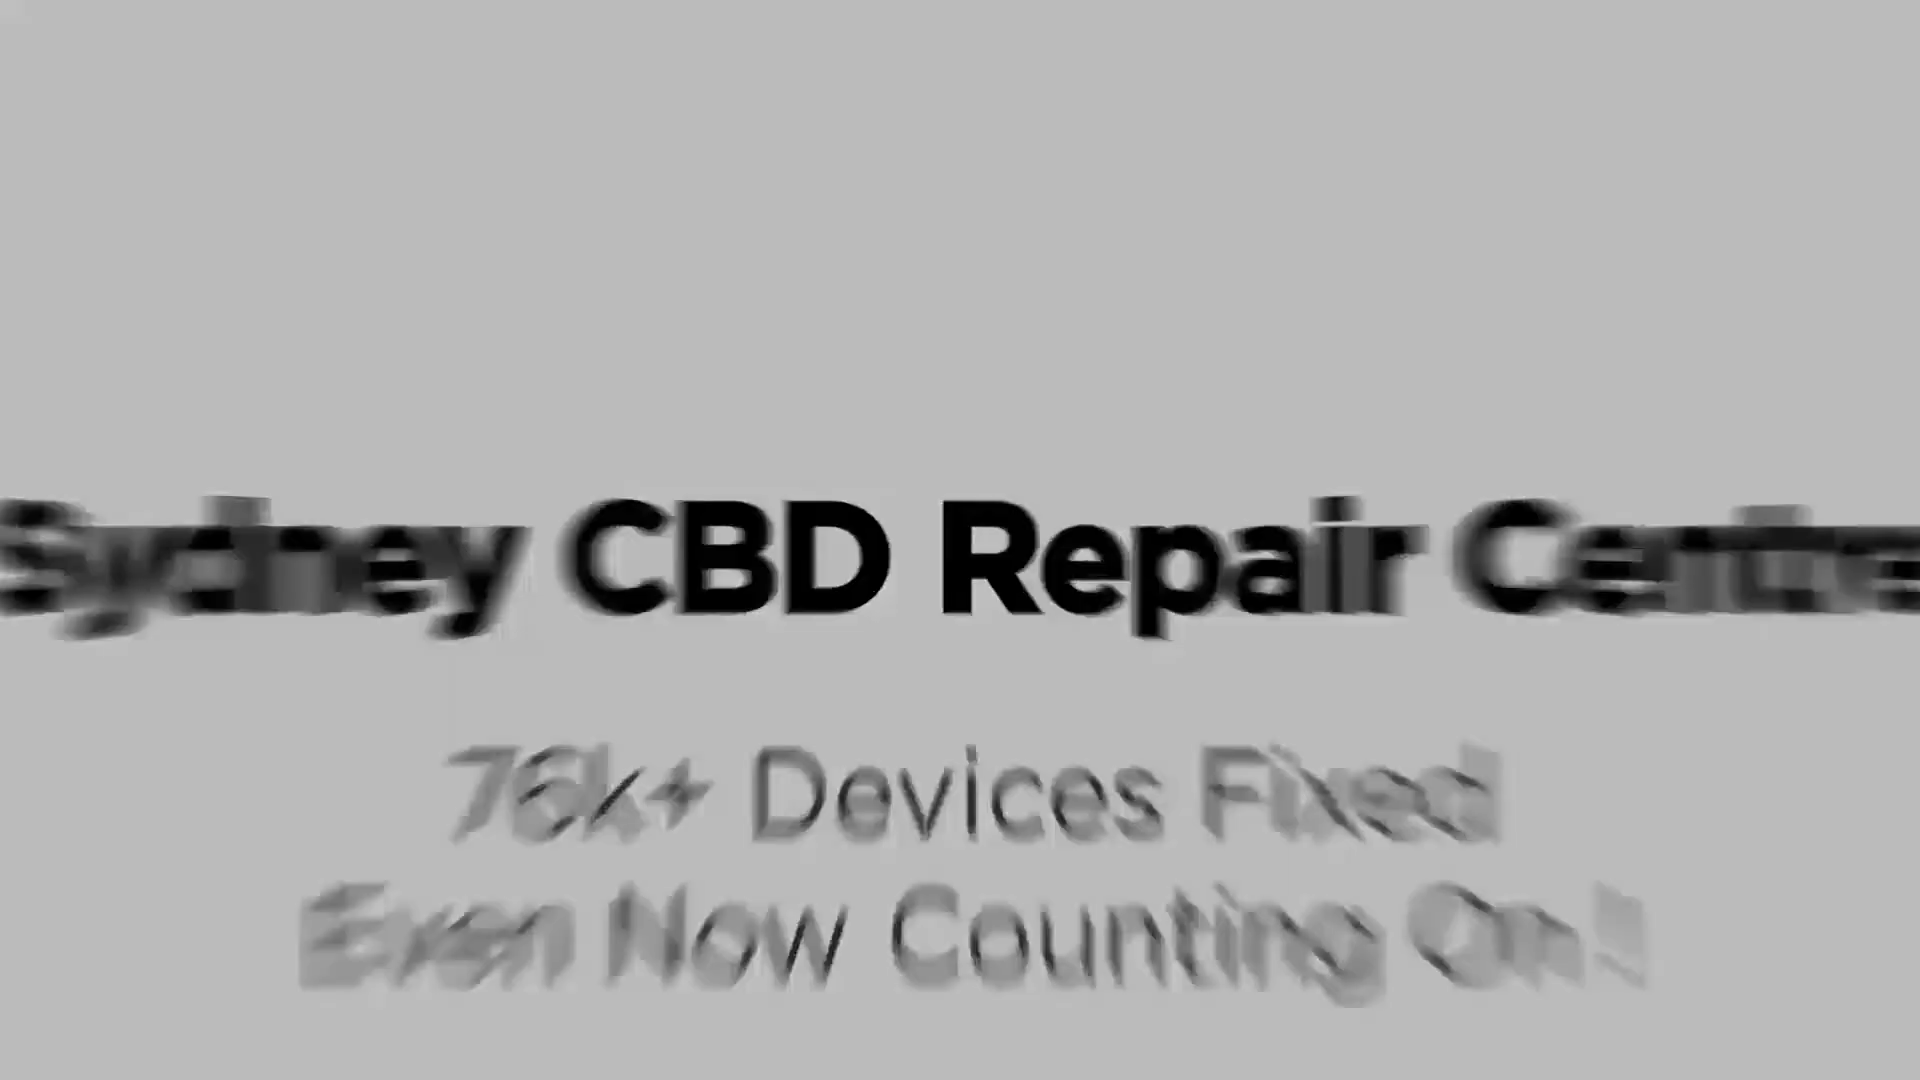 Sydney CBD Repair Centre
76k+ Devices Fixed
Even Now Counting On!!